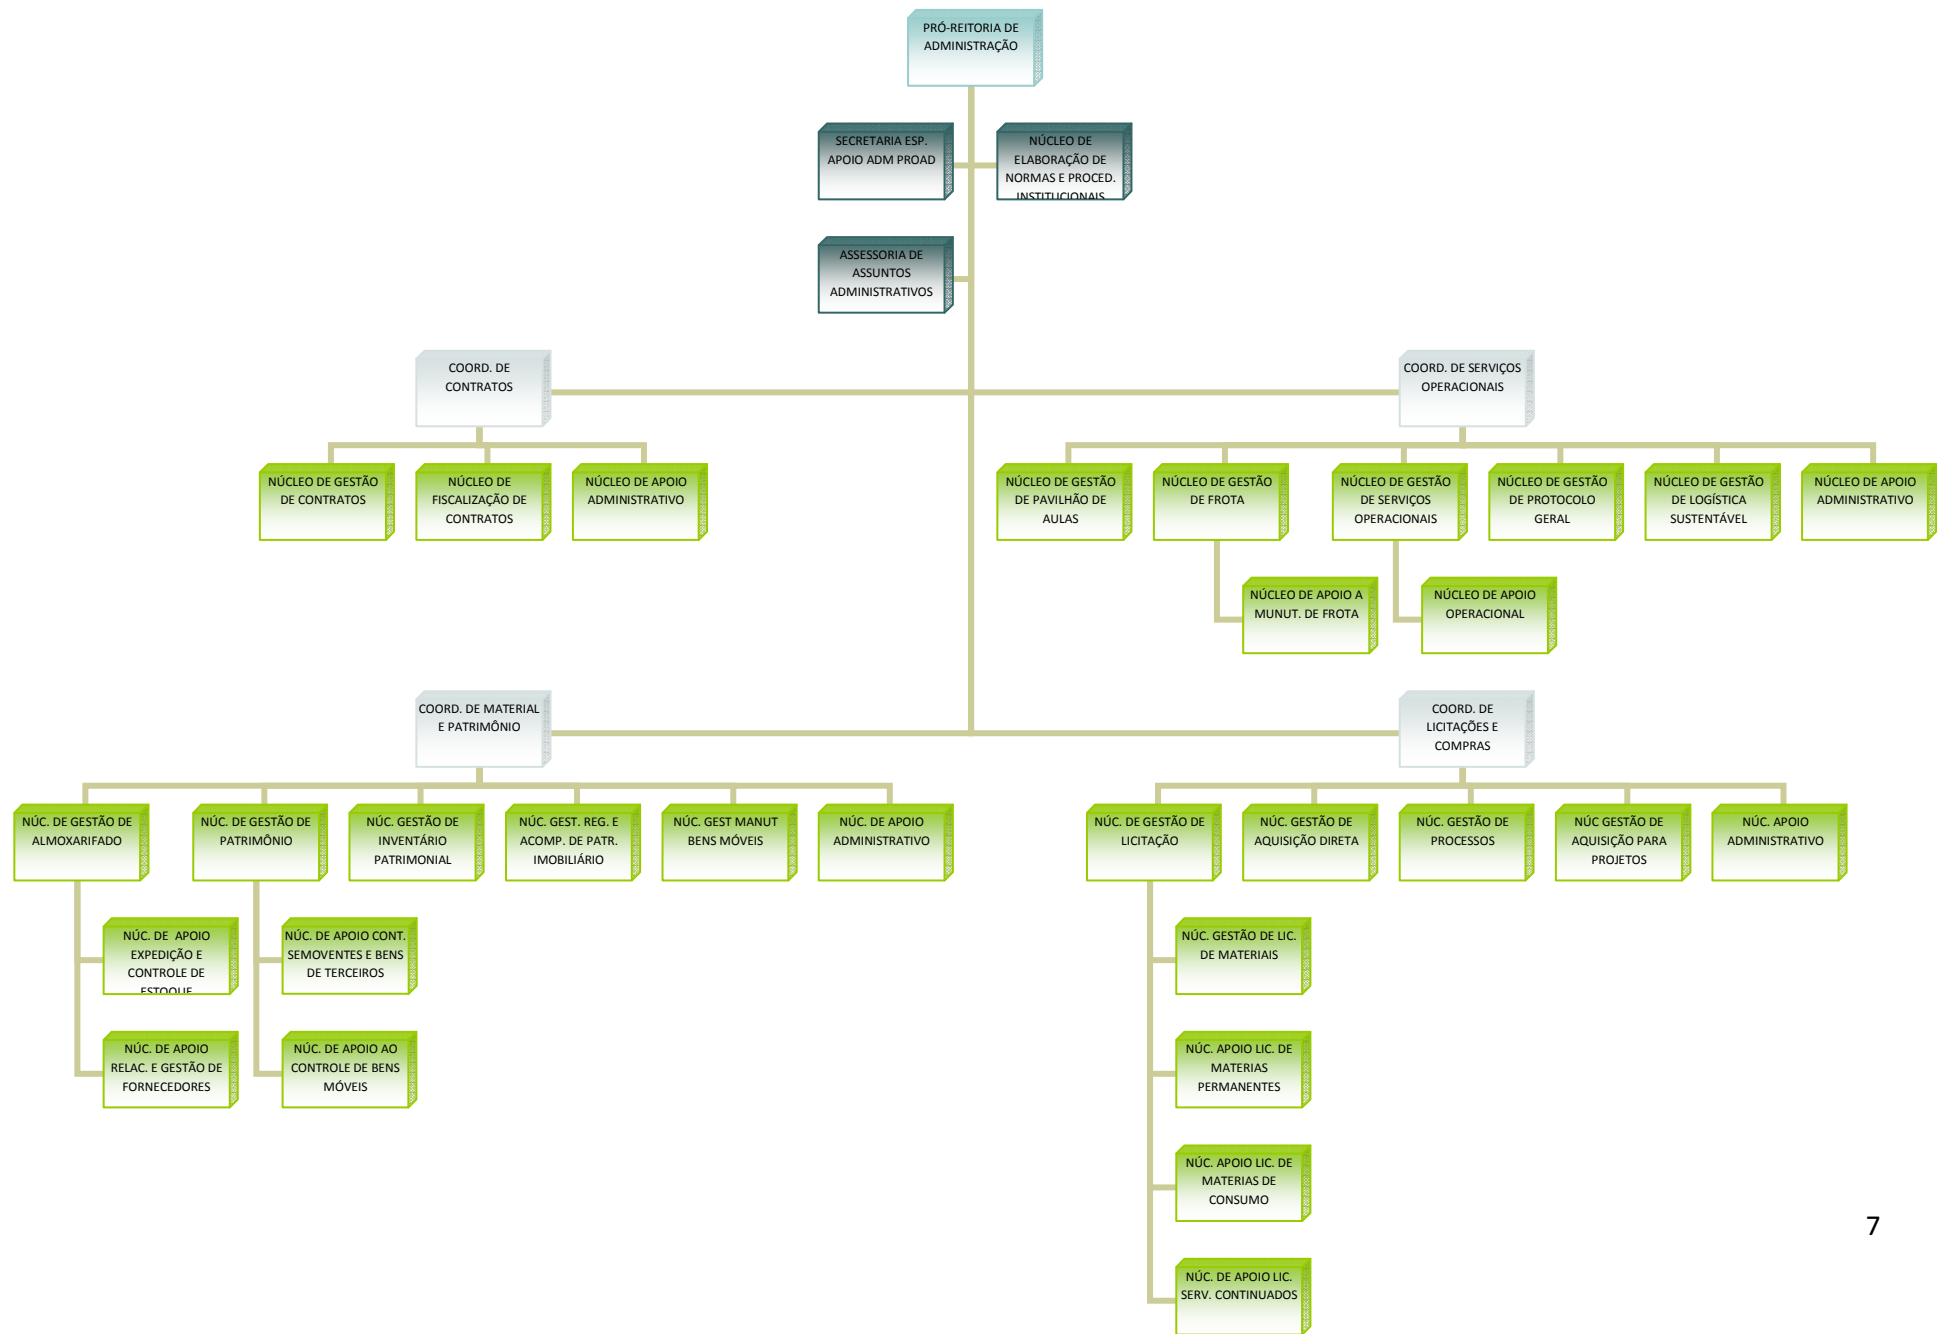 PRÓ-REITORIA DE
ADMINISTRAÇÃO
SECRETARIA ESP.
APOIO ADM PROAD
NÚCLEO DE
ELABORAÇÃO DE
NORMAS E PROCED.
INSTITUCIONAIS
ASSESSORIA DE
ASSUNTOS
ADMINISTRATIVOS
COORD. DE
CONTRATOS
COORD. DE SERVIÇOS
OPERACIONAIS
NÚCLEO DE GESTÃO
DE CONTRATOS
NÚCLEO DE
FISCALIZAÇÃO DE
CONTRATOS
NÚCLEO DE APOIO
ADMINISTRATIVO
NÚCLEO DE GESTÃO
DE PAVILHÃO DE
AULAS
NÚCLEO DE GESTÃO
DE FROTA
NÚCLEO DE GESTÃO
DE SERVIÇOS
OPERACIONAIS
NÚCLEO DE GESTÃO
DE PROTOCOLO
GERAL
NÚCLEO DE GESTÃO
DE LOGÍSTICA
SUSTENTÁVEL
NÚCLEO DE APOIO
ADMINISTRATIVO
NÚCLEO DE APOIO A
MUNUT. DE FROTA
NÚCLEO DE APOIO
OPERACIONAL
COORD. DE MATERIAL
E PATRIMÔNIO
COORD. DE
LICITAÇÕES E
COMPRAS
NÚC. DE GESTÃO DE
ALMOXARIFADO
NÚC. DE GESTÃO DE
PATRIMÔNIO
NÚC. GESTÃO DE
INVENTÁRIO
PATRIMONIAL
NÚC. GEST. REG. E
ACOMP. DE PATR.
IMOBILIÁRIO
NÚC. GEST MANUT
BENS MÓVEIS
NÚC. DE APOIO
ADMINISTRATIVO
NÚC. DE GESTÃO DE
LICITAÇÃO
NÚC. GESTÃO DE
AQUISIÇÃO DIRETA
NÚC. GESTÃO DE
PROCESSOS
NÚC GESTÃO DE
AQUISIÇÃO PARA
PROJETOS
NÚC. APOIO
ADMINISTRATIVO
NÚC. DE APOIO
EXPEDIÇÃO E
CONTROLE DE
ESTOQUE
NÚC. DE APOIO CONT.
SEMOVENTES E BENS
DE TERCEIROS
NÚC. GESTÃO DE LIC.
DE MATERIAIS
NÚC. DE APOIO
RELAC. E GESTÃO DE
FORNECEDORES
NÚC. DE APOIO AO
CONTROLE DE BENS
MÓVEIS
NÚC. APOIO LIC. DE
MATERIAS
PERMANENTES
NÚC. APOIO LIC. DE
MATERIAS DE
CONSUMO
7
NÚC. DE APOIO LIC.
SERV. CONTINUADOS